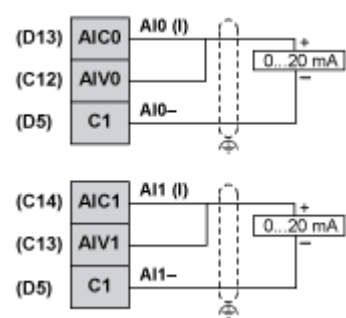 AI0 (I)
(D13) AIC0
+
0...20 mA
(C12) AIV0
–
AI0–
(D5) C1
AI1 (I)
(C14) AIC1
+
0...20 mA
(C13) AIV1
–
AI1–
(D5) C1